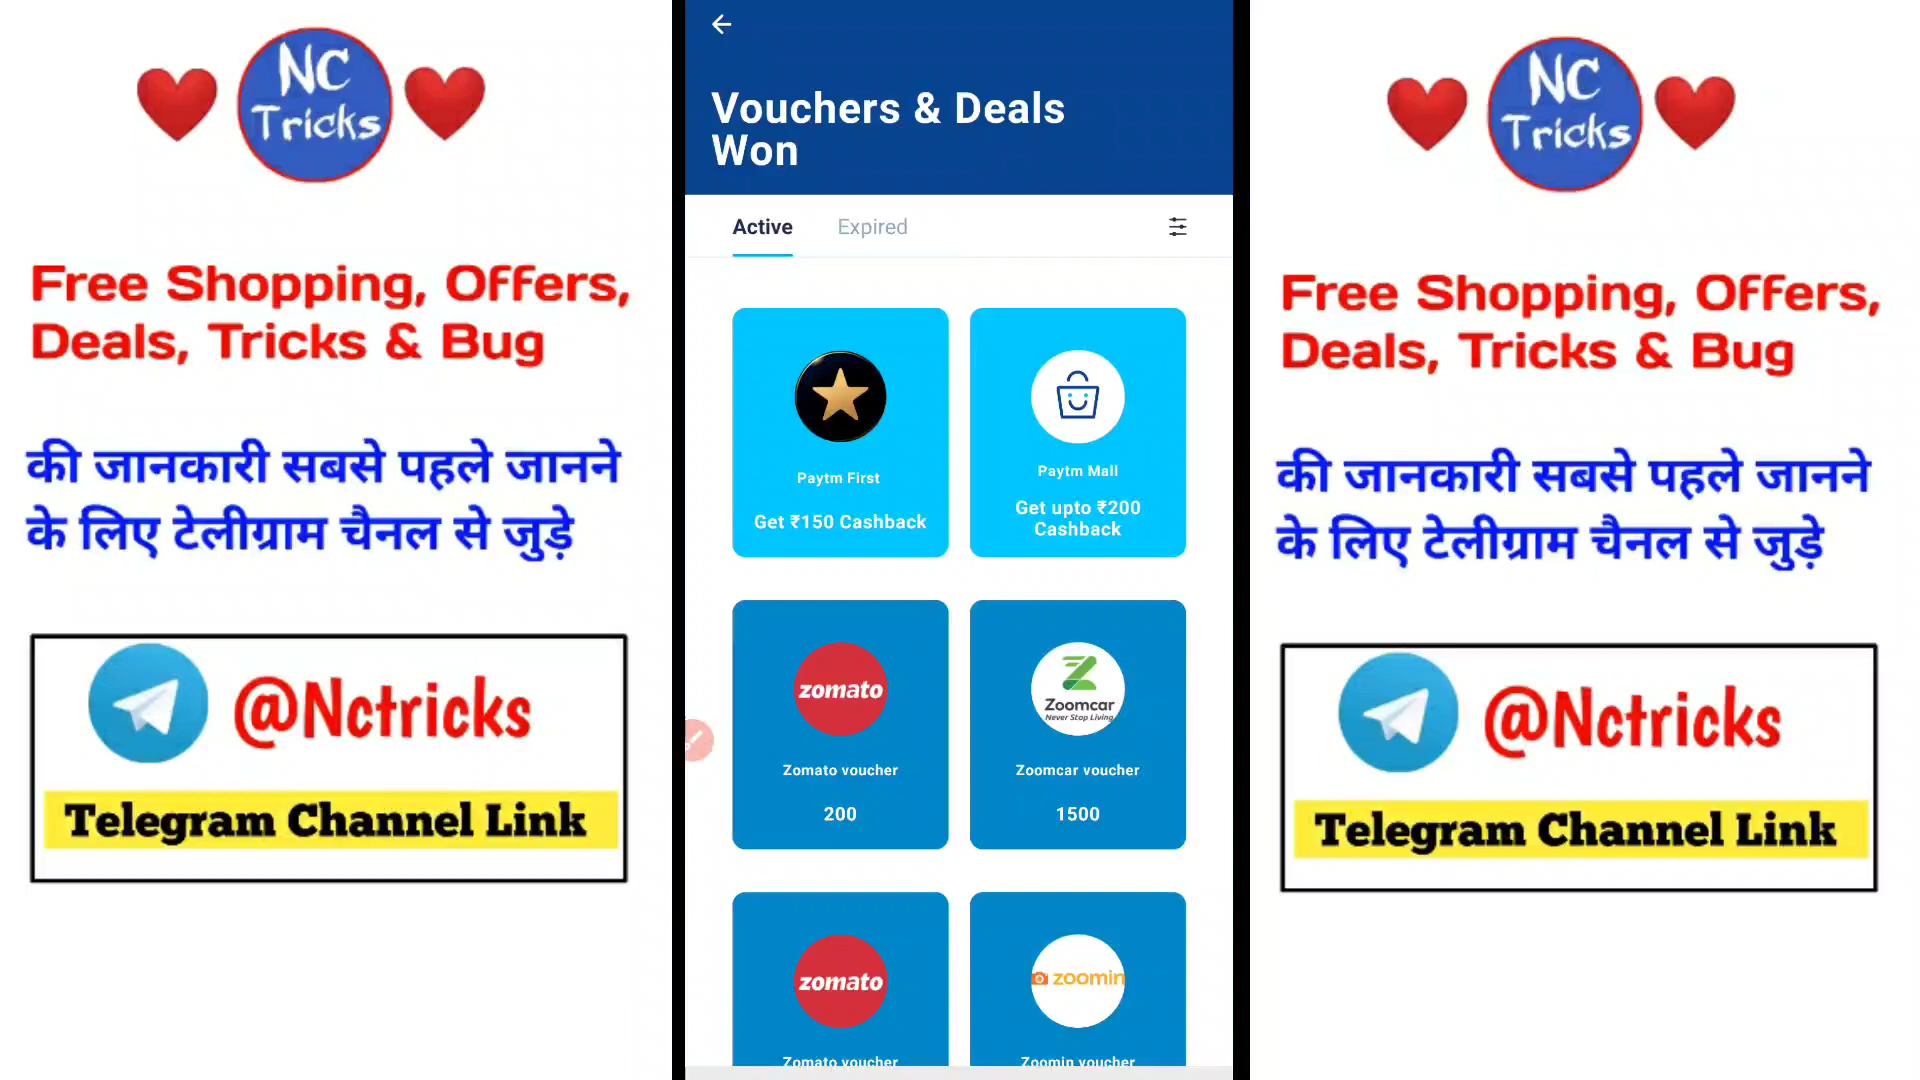 NC
Tricks
Free Shopping, Offers,
Deals, Tricks & Bug
की जानकारी सबसे पहले जानने
के लिए टेलीग्राम चैनल से जुड़े
@Nctricks
Telegram Channel Link
Vouchers & Deals
Won
Active
Expired
Paytm First
Get ₹150 Cashback
Paytm Mall
Get upto ₹200
Cashback
zomato
Zomato voucher
200
Zoomcar
Never Stop Living
Zoomcar voucher
1500
zomato
Zomato voucher
zoomin
Zoomin voucher
NC
Tricks
Free Shopping, Offers,
Deals, Tricks & Bug
की जानकारी सबसे पहले जानने
के लिए टेलीग्राम चैनल से जुड़े
@Nctricks
Telegram Channel Link